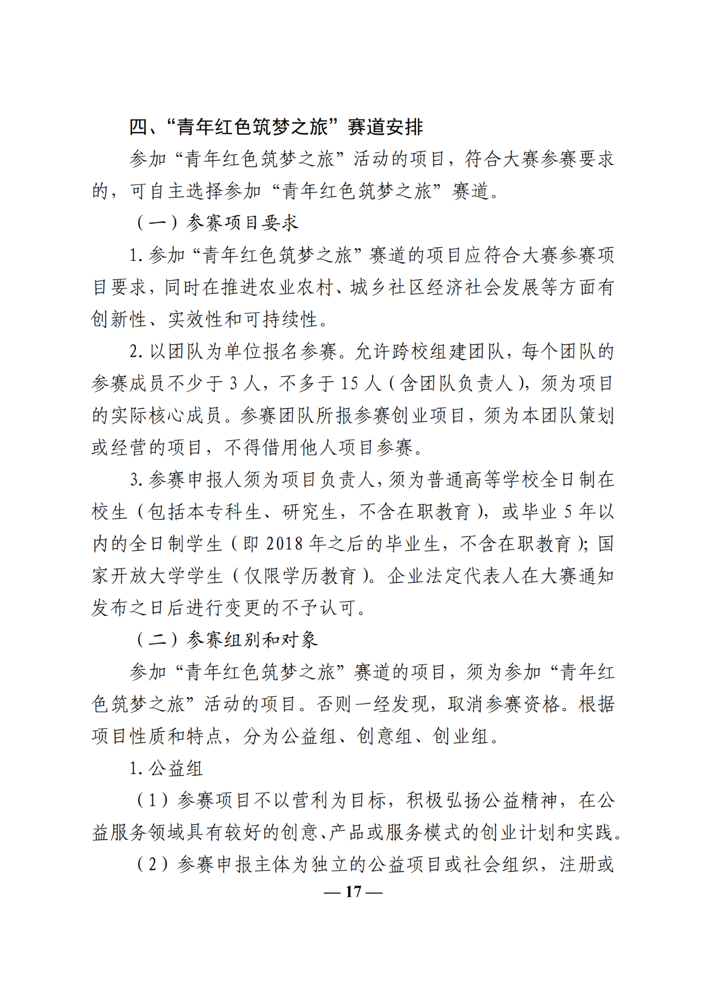 四、“青年红色筑梦之旅”赛道安排
参加“青年红色筑梦之旅”活动的项目，符合大赛参赛要求
的，可自主选择参加“青年红色筑梦之旅”赛道。
（一）参赛项目要求
1.参加“青年红色筑梦之旅”赛道的项目应符合大赛参赛项
目要求，同时在推进农业农村、城乡社区经济社会发展等方面有
创新性、实效性和可持续性。
2.以团队为单位报名参赛。允许跨校组建团队，每个团队的
参赛成员不少于 3 人，不多于 15 人（含团队负责人），须为项目
的实际核心成员。参赛团队所报参赛创业项目，须为本团队策划
或经营的项目，不得借用他人项目参赛。
3.参赛申报人须为项目负责人，须为普通高等学校全日制在
校生（包括本专科生、研究生，不含在职教育），或毕业 5 年以
内的全日制学生（即 2018 年之后的毕业生，不含在职教育）；国
家开放大学学生（仅限学历教育）。企业法定代表人在大赛通知
发布之日后进行变更的不予认可。
（二）参赛组别和对象
参加“青年红色筑梦之旅”赛道的项目，须为参加“青年红
色筑梦之旅”活动的项目。否则一经发现，取消参赛资格。根据
项目性质和特点，分为公益组、创意组、创业组。
1.公益组
（1）参赛项目不以营利为目标，积极弘扬公益精神，在公
益服务领域具有较好的创意、产品或服务模式的创业计划和实践。
（2）参赛申报主体为独立的公益项目或社会组织，注册或
— 17 —